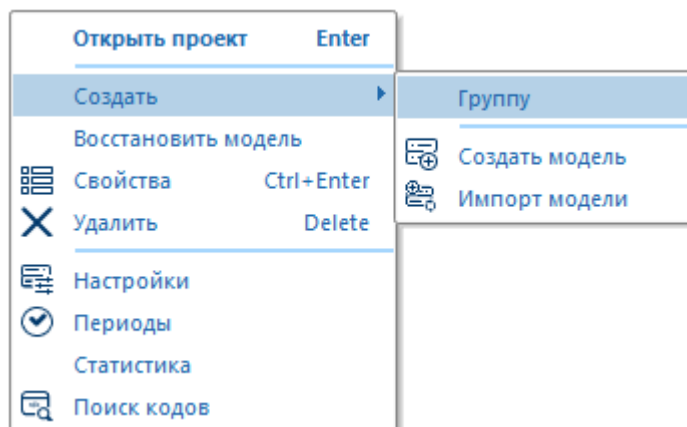 Открыть проект Enter
Создать
Восстановить модель
Свойства Ctrl+Enter
Удалить Delete
Настройки
Периоды
Статистика
Поиск кодов
Группу
Создать модель
Импорт модели